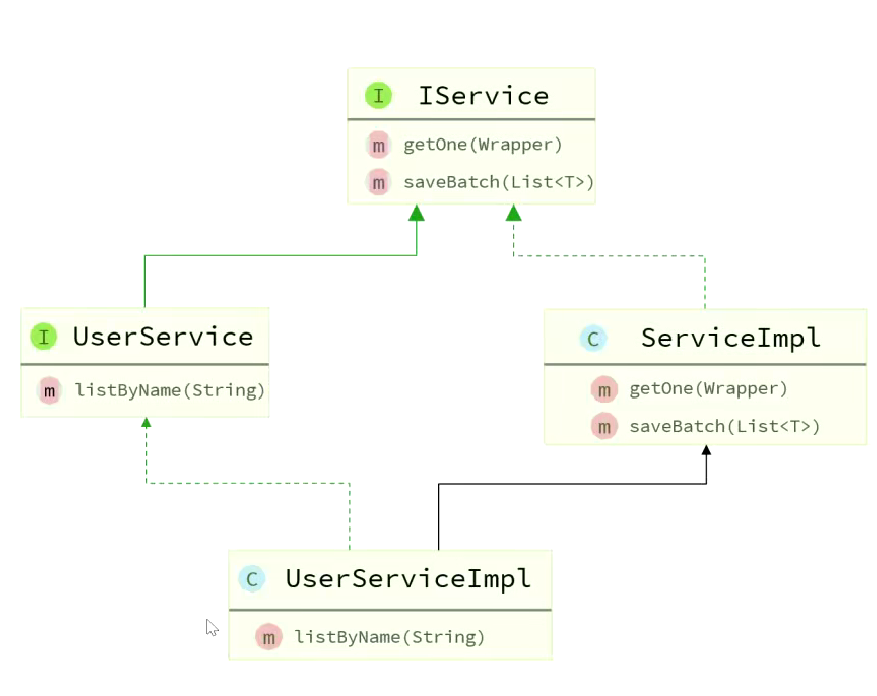 I IService
m getOne(Wrapper)
m saveBatch(List<T>)
I UserService
m listByName(String)
C ServiceImpl
m getOne(Wrapper)
m saveBatch(List<T>)
C UserServiceImpl
m listByName(String)